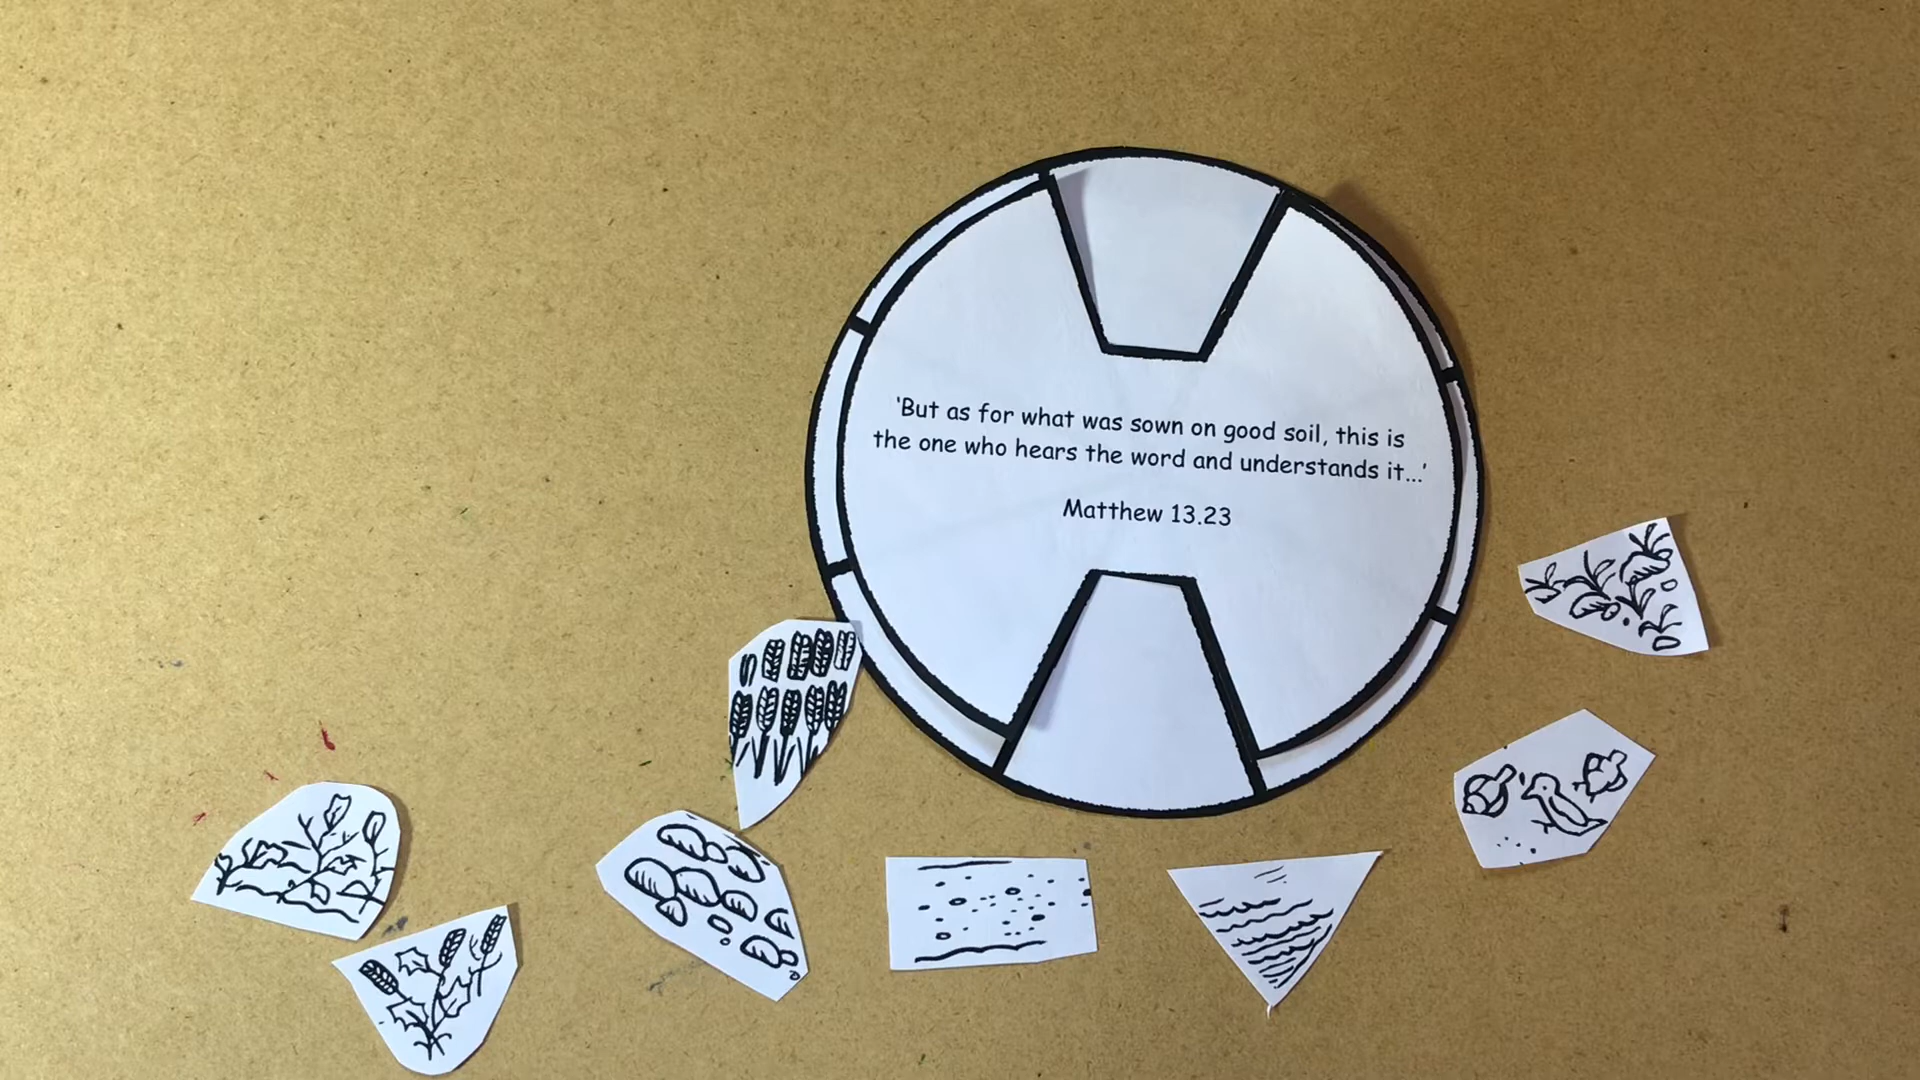 ‘But as for what was sown on good soil, this is
the one who hears the word and understands it...’
Matthew 13.23